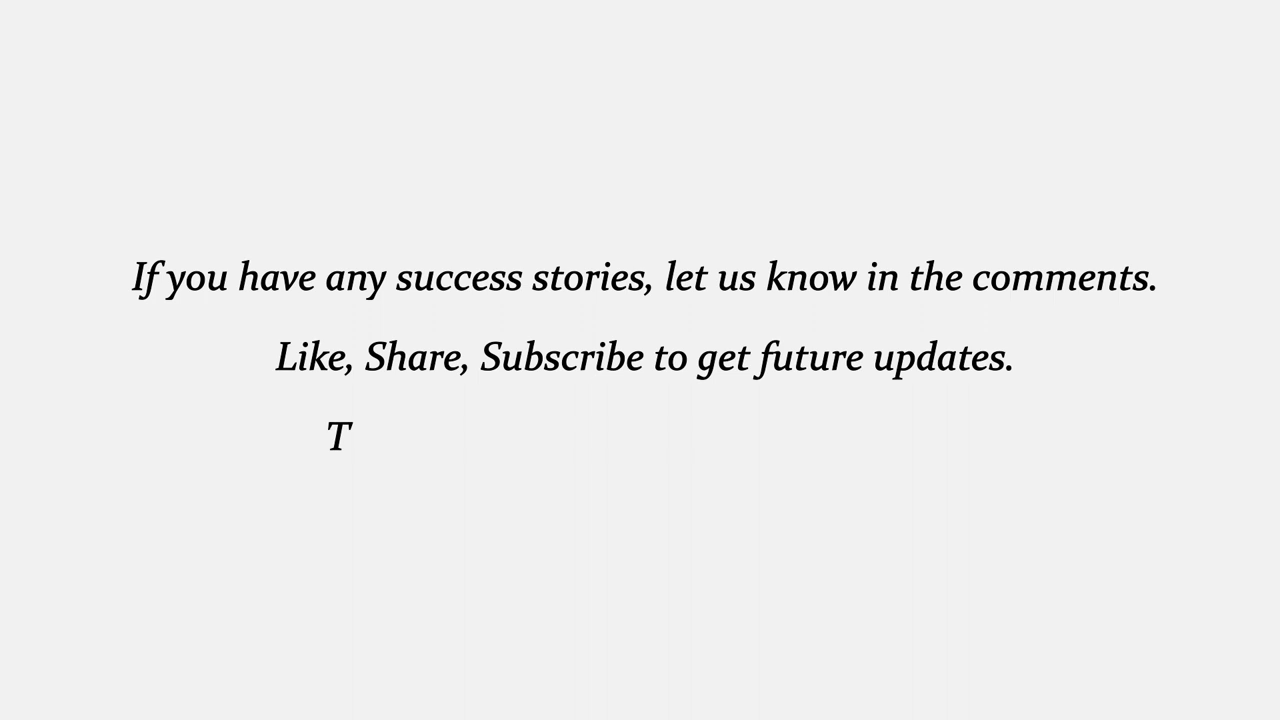 If you have any success stories, let us know in the comments.
Like, Share, Subscribe to get future updates.
T